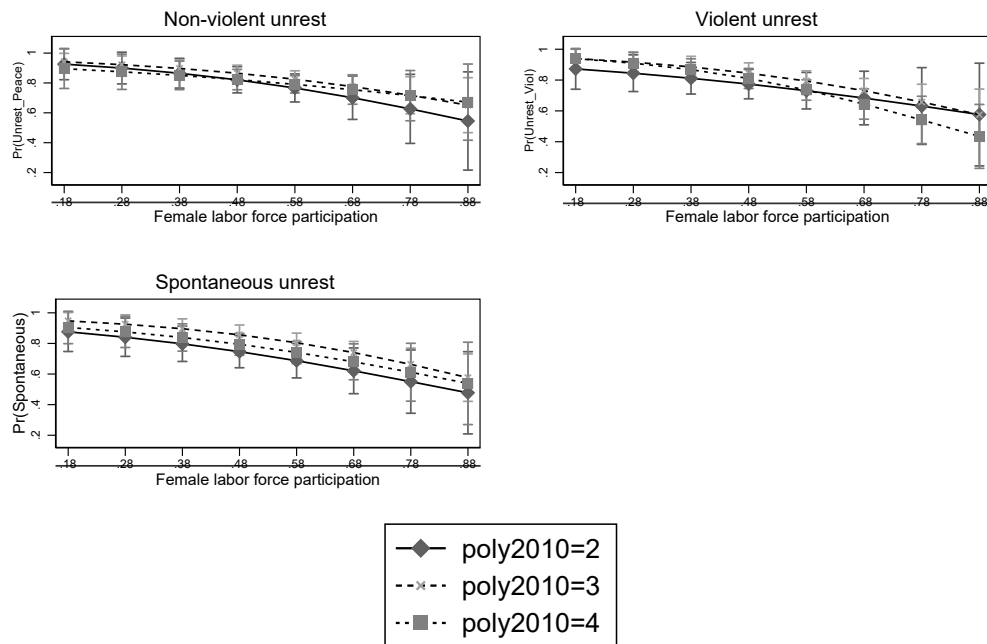 Non-violent unrest
Pr(Unrest_Peace)
1
.8
.6
.4
.2
.18 .28 .38 .48 .58 .68 .78 .88
Female labor force participation
Violent unrest
Pr(Unrest_Viol)
1
.8
.6
.4
.2
.18 .28 .38 .48 .58 .68 .78 .88
Female labor force participation
Spontaneous unrest
Pr(Spontaneous)
1
.8
.6
.4
.2
.18 .28 .38 .48 .58 .68 .78 .88
Female labor force participation
poly2010=2
poly2010=3
poly2010=4